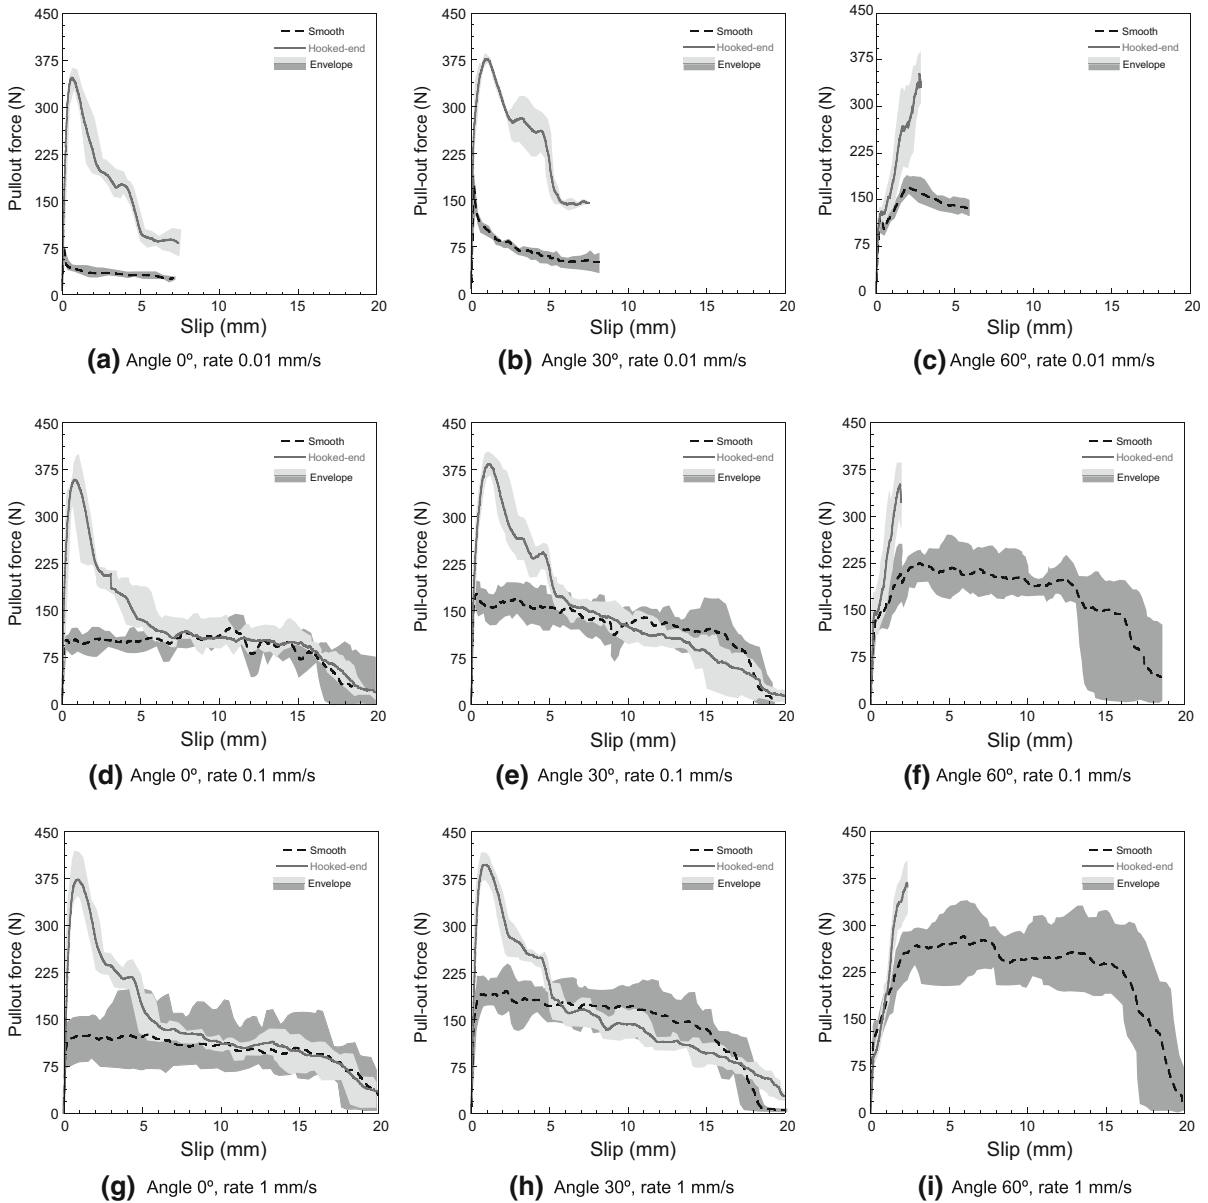 450
375
300
225
150
75
0
Pullout force (N)
Smooth
Hooked-end
Envelope
0 5 10 15 20
Slip (mm)
(a) Angle 0º, rate 0.01 mm/s
450
375
300
225
150
75
0
Pull-out force (N)
Smooth
Hooked-end
Envelope
0 5 10 15 20
Slip (mm)
(b) Angle 30º, rate 0.01 mm/s
450
375
300
225
150
75
0
Pull-out force (N)
Smooth
Hooked-end
Envelope
0 5 10 15 20
Slip (mm)
(c) Angle 60º, rate 0.01 mm/s
450
375
300
225
150
75
0
Pullout force (N)
Smooth
Hooked-end
Envelope
0 5 10 15 20
Slip (mm)
(d) Angle 0º, rate 0.1 mm/s
450
375
300
225
150
75
0
Pull-out force (N)
Smooth
Hooked-end
Envelope
0 5 10 15 20
Slip (mm)
(e) Angle 30º, rate 0.1 mm/s
450
375
300
225
150
75
0
Pull-out force (N)
Smooth
Hooked-end
Envelope
0 5 10 15 20
Slip (mm)
(f) Angle 60º, rate 0.1 mm/s
450
375
300
225
150
75
0
Pullout force (N)
Smooth
Hooked-end
Envelope
0 5 10 15 20
Slip (mm)
(g) Angle 0º, rate 1 mm/s
450
375
300
225
150
75
0
Pull-out force (N)
Smooth
Hooked-end
Envelope
0 5 10 15 20
Slip (mm)
(h) Angle 30º, rate 1 mm/s
450
375
300
225
150
75
0
Pull-out force (N)
Smooth
Hooked-end
Envelope
0 5 10 15 20
Slip (mm)
(i) Angle 60º, rate 1 mm/s